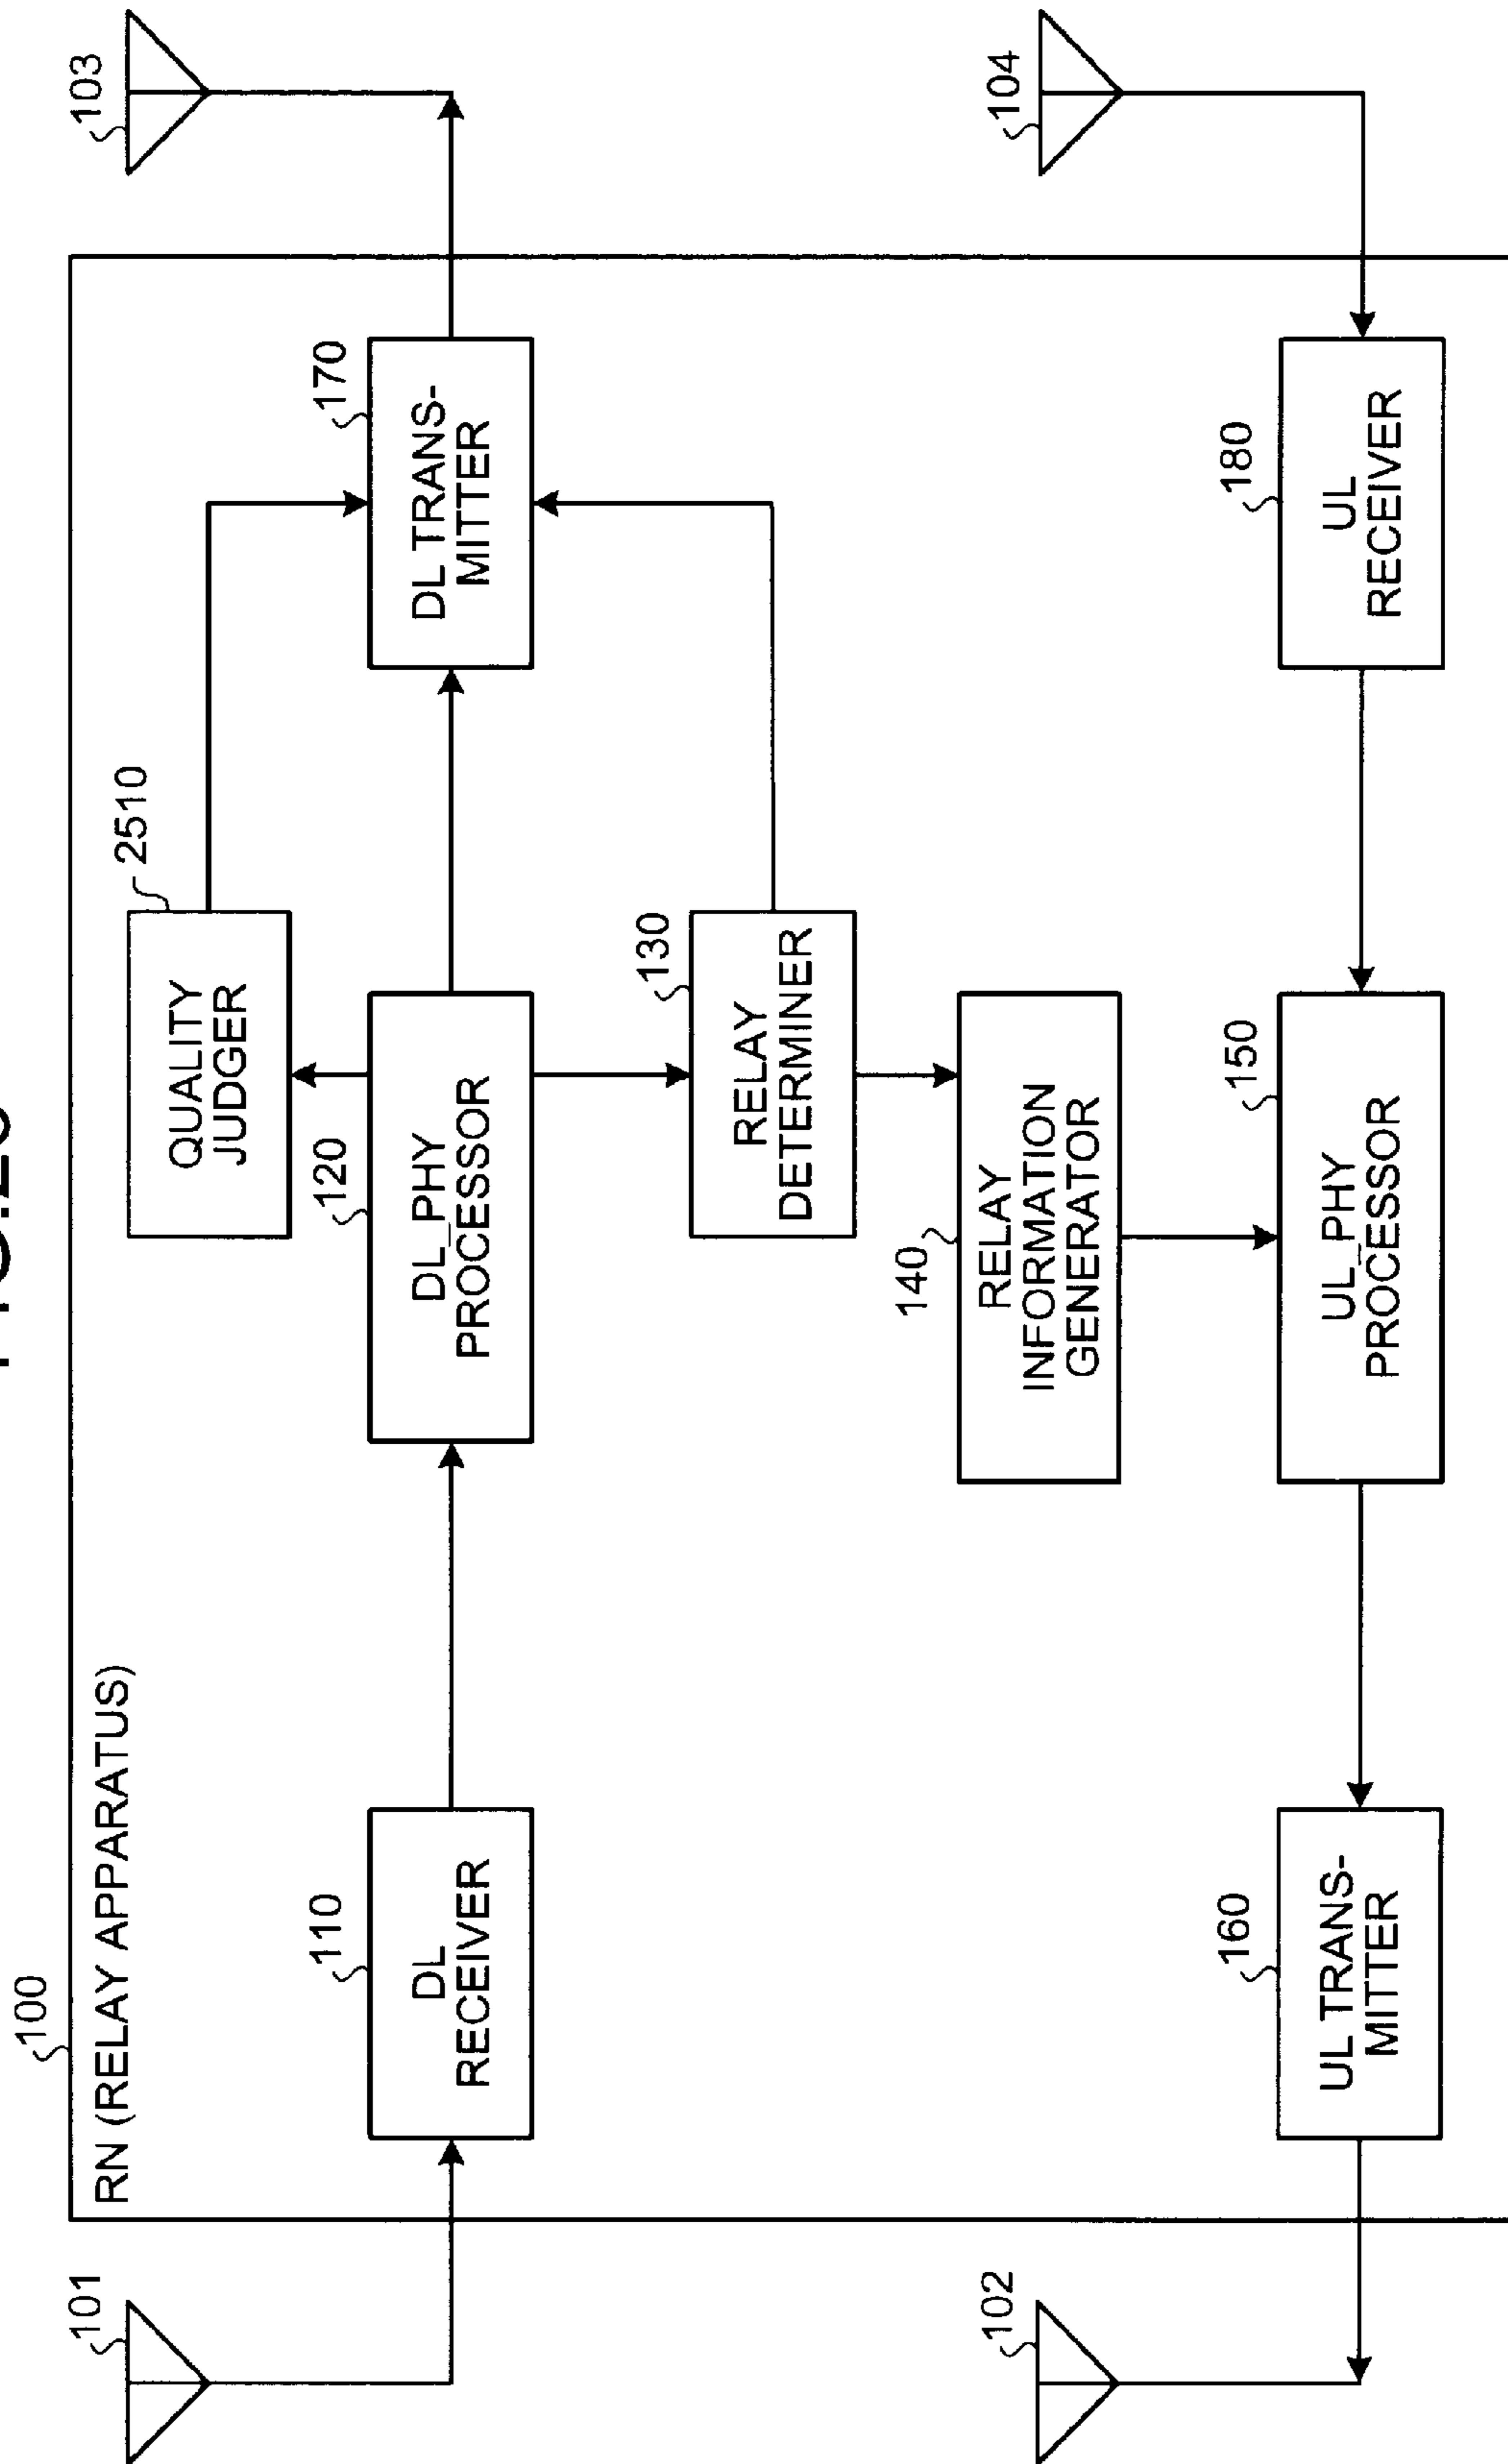 100
RN (RELAY APPARATUS)
101
110
DL
RECEIVER
120
DL_PHY
PROCESSOR
2510
QUALITY
JUDGER
170
DL TRANS-
MITTER
103
130
RELAY
DETERMINER
140
RELAY
INFORMATION
GENERATOR
102
160
UL TRANS-
MITTER
150
UL_PHY
PROCESSOR
180
UL
RECEIVER
104